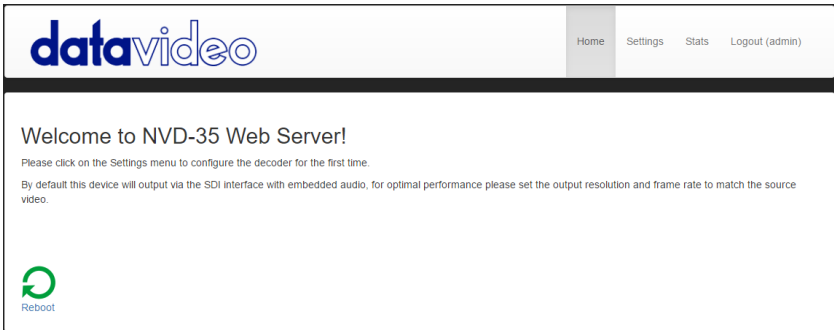 datavideo
Home Settings Stats Logout (admin)
Welcome to NVD-35 Web Server!
Please click on the Settings menu to configure the decoder for the first time.
By default this device will output via the SDI interface with embedded audio, for optimal performance please set the output resolution and frame rate to match the source
video.
Reboot